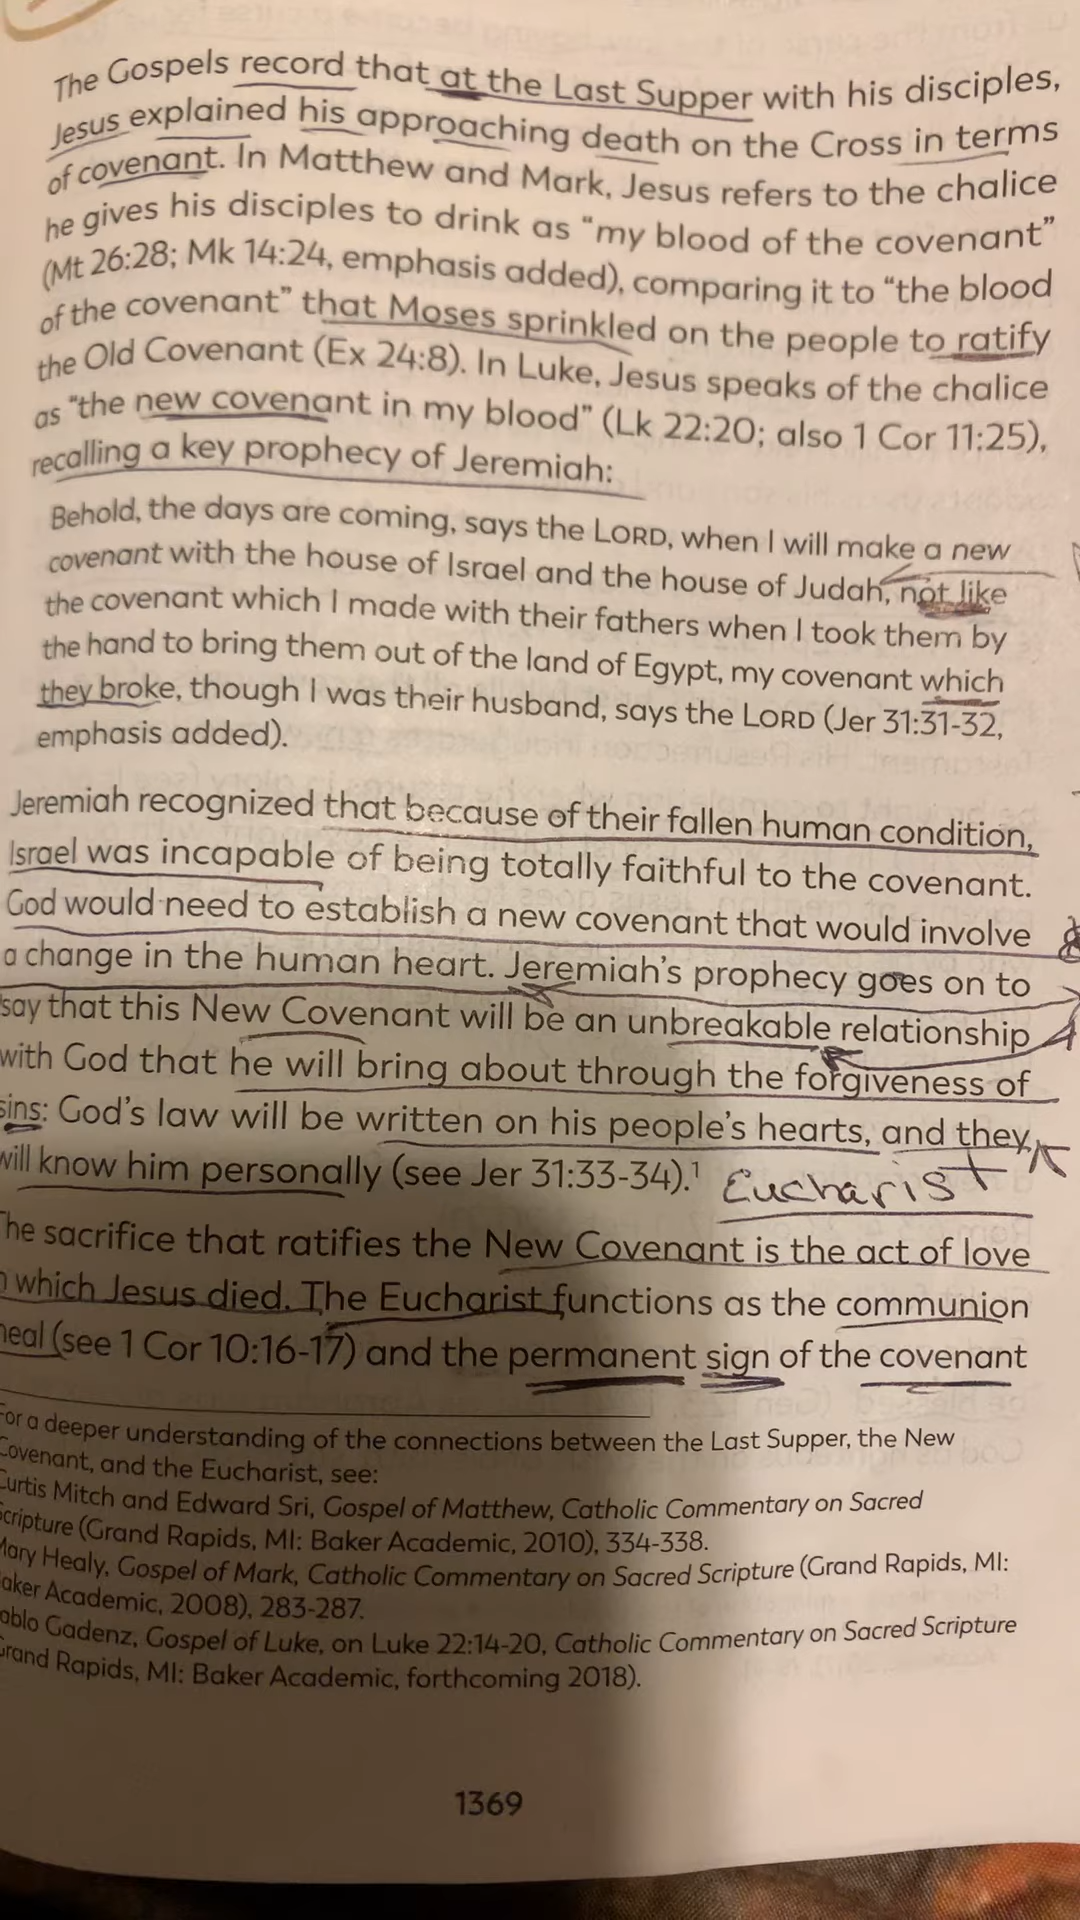 The Gospels record that at the Last Supper with his disciples,
Jesus explained his approaching death on the Cross in terms
of covenant. In Matthew and Mark, Jesus refers to the chalice
he gives his disciples to drink as “my blood of the covenant”
(Mt 26:28; Mk 14:24, emphasis added), comparing it to “the blood
of the covenant” that Moses sprinkled on the people to ratify
the Old Covenant (Ex 24:8). In Luke, Jesus speaks of the chalice
as “the new covenant in my blood” (Lk 22:20; also 1 Cor 11:25),
recalling a key prophecy of Jeremiah:
Behold, the days are coming, says the LORD, when I will make a new
covenant with the house of Israel and the house of Judah, not like
the covenant which I made with their fathers when I took them by
the hand to bring them out of the land of Egypt, my covenant which
they broke, though I was their husband, says the LORD (Jer 31:31-32,
emphasis added).
Jeremiah recognized that because of their fallen human condition,
Israel was incapable of being totally faithful to the covenant.
God would need to establish a new covenant that would involve
a change in the human heart. Jeremiah’s prophecy goes on to
say that this New Covenant will be an unbreakable relationship
with God that he will bring about through the forgiveness of
sins: God’s law will be written on his people’s hearts, and they
will know him personally (see Jer 31:33-34).¹ Eucharist
The sacrifice that ratifies the New Covenant is the act of love
which Jesus died. The Eucharist functions as the communion
meal (see 1 Cor 10:16-17) and the permanent sign of the covenant
For a deeper understanding of the connections between the Last Supper, the New
Covenant, and the Eucharist, see:
Curtis Mitch and Edward Sri, Gospel of Matthew, Catholic Commentary on Sacred
Scripture (Grand Rapids, MI: Baker Academic, 2010), 334-338.
Mary Healy, Gospel of Mark, Catholic Commentary on Sacred Scripture (Grand Rapids, MI:
Baker Academic, 2008), 283-287.
Pablo Gadenz, Gospel of Luke, on Luke 22:14-20, Catholic Commentary on Sacred Scripture
Grand Rapids, MI: Baker Academic, forthcoming 2018).
1369